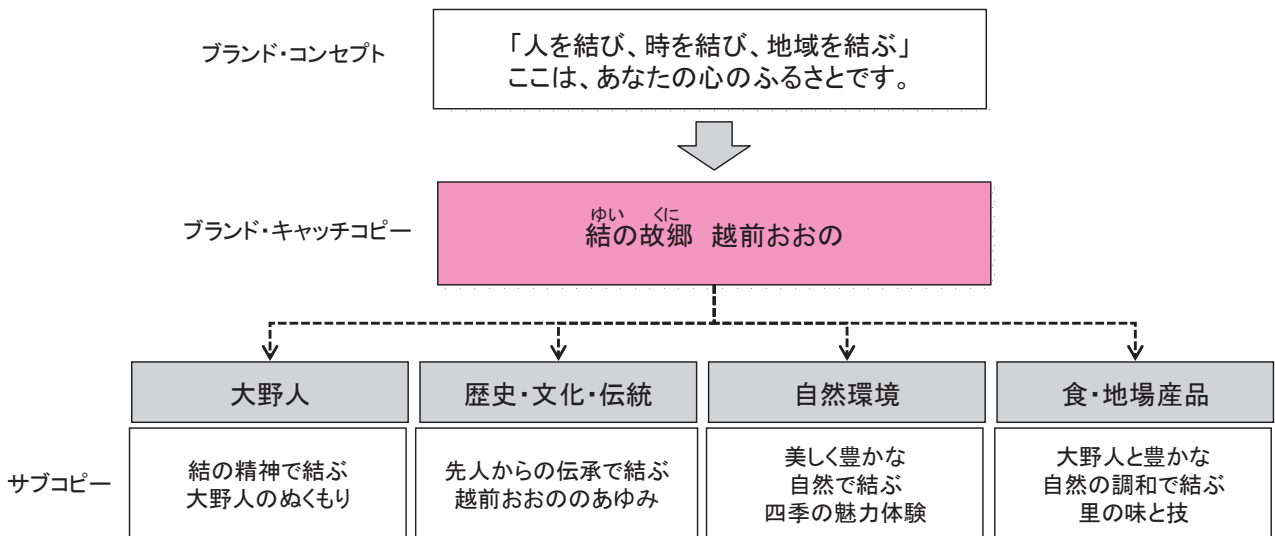 ブランド・コンセプト
「人を結び、時を結び、地域を結ぶ」
ここは、あなたの心のふるさとです。
ブランド・キャッチコピー
ゆい くに
結の故郷 越前おおの
大野人
歴史・文化・伝統
自然環境
食・地場産品
サブコピー
結の精神で結ぶ
大野人のぬくもり
先人からの伝承で結ぶ
越前おおののあゆみ
美しく豊かな
自然で結ぶ
四季の魅力体験
大野人と豊かな
自然の調和で結ぶ
里の味と技